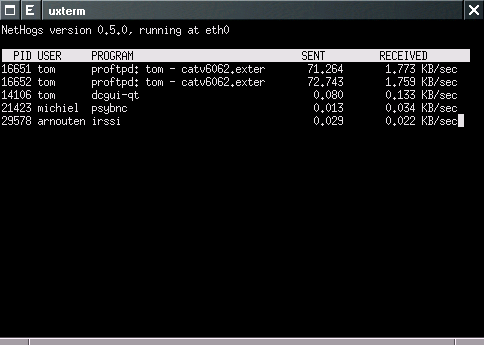 E uxterm
NetHogs version 0.5.0, running at eth0
PID USER PROGRAM SENT RECEIVED
16651 tom proftpd: tom - catv6062.exter 71.264 1.773 KB/sec
16652 tom proftpd: tom - catv6062.exter 72.743 1.759 KB/sec
14106 tom dcgui-qt 0.080 0.133 KB/sec
21423 michiel psybnc 0.013 0.034 KB/sec
29578 arnouten irssi 0.029 0.022 KB/sec